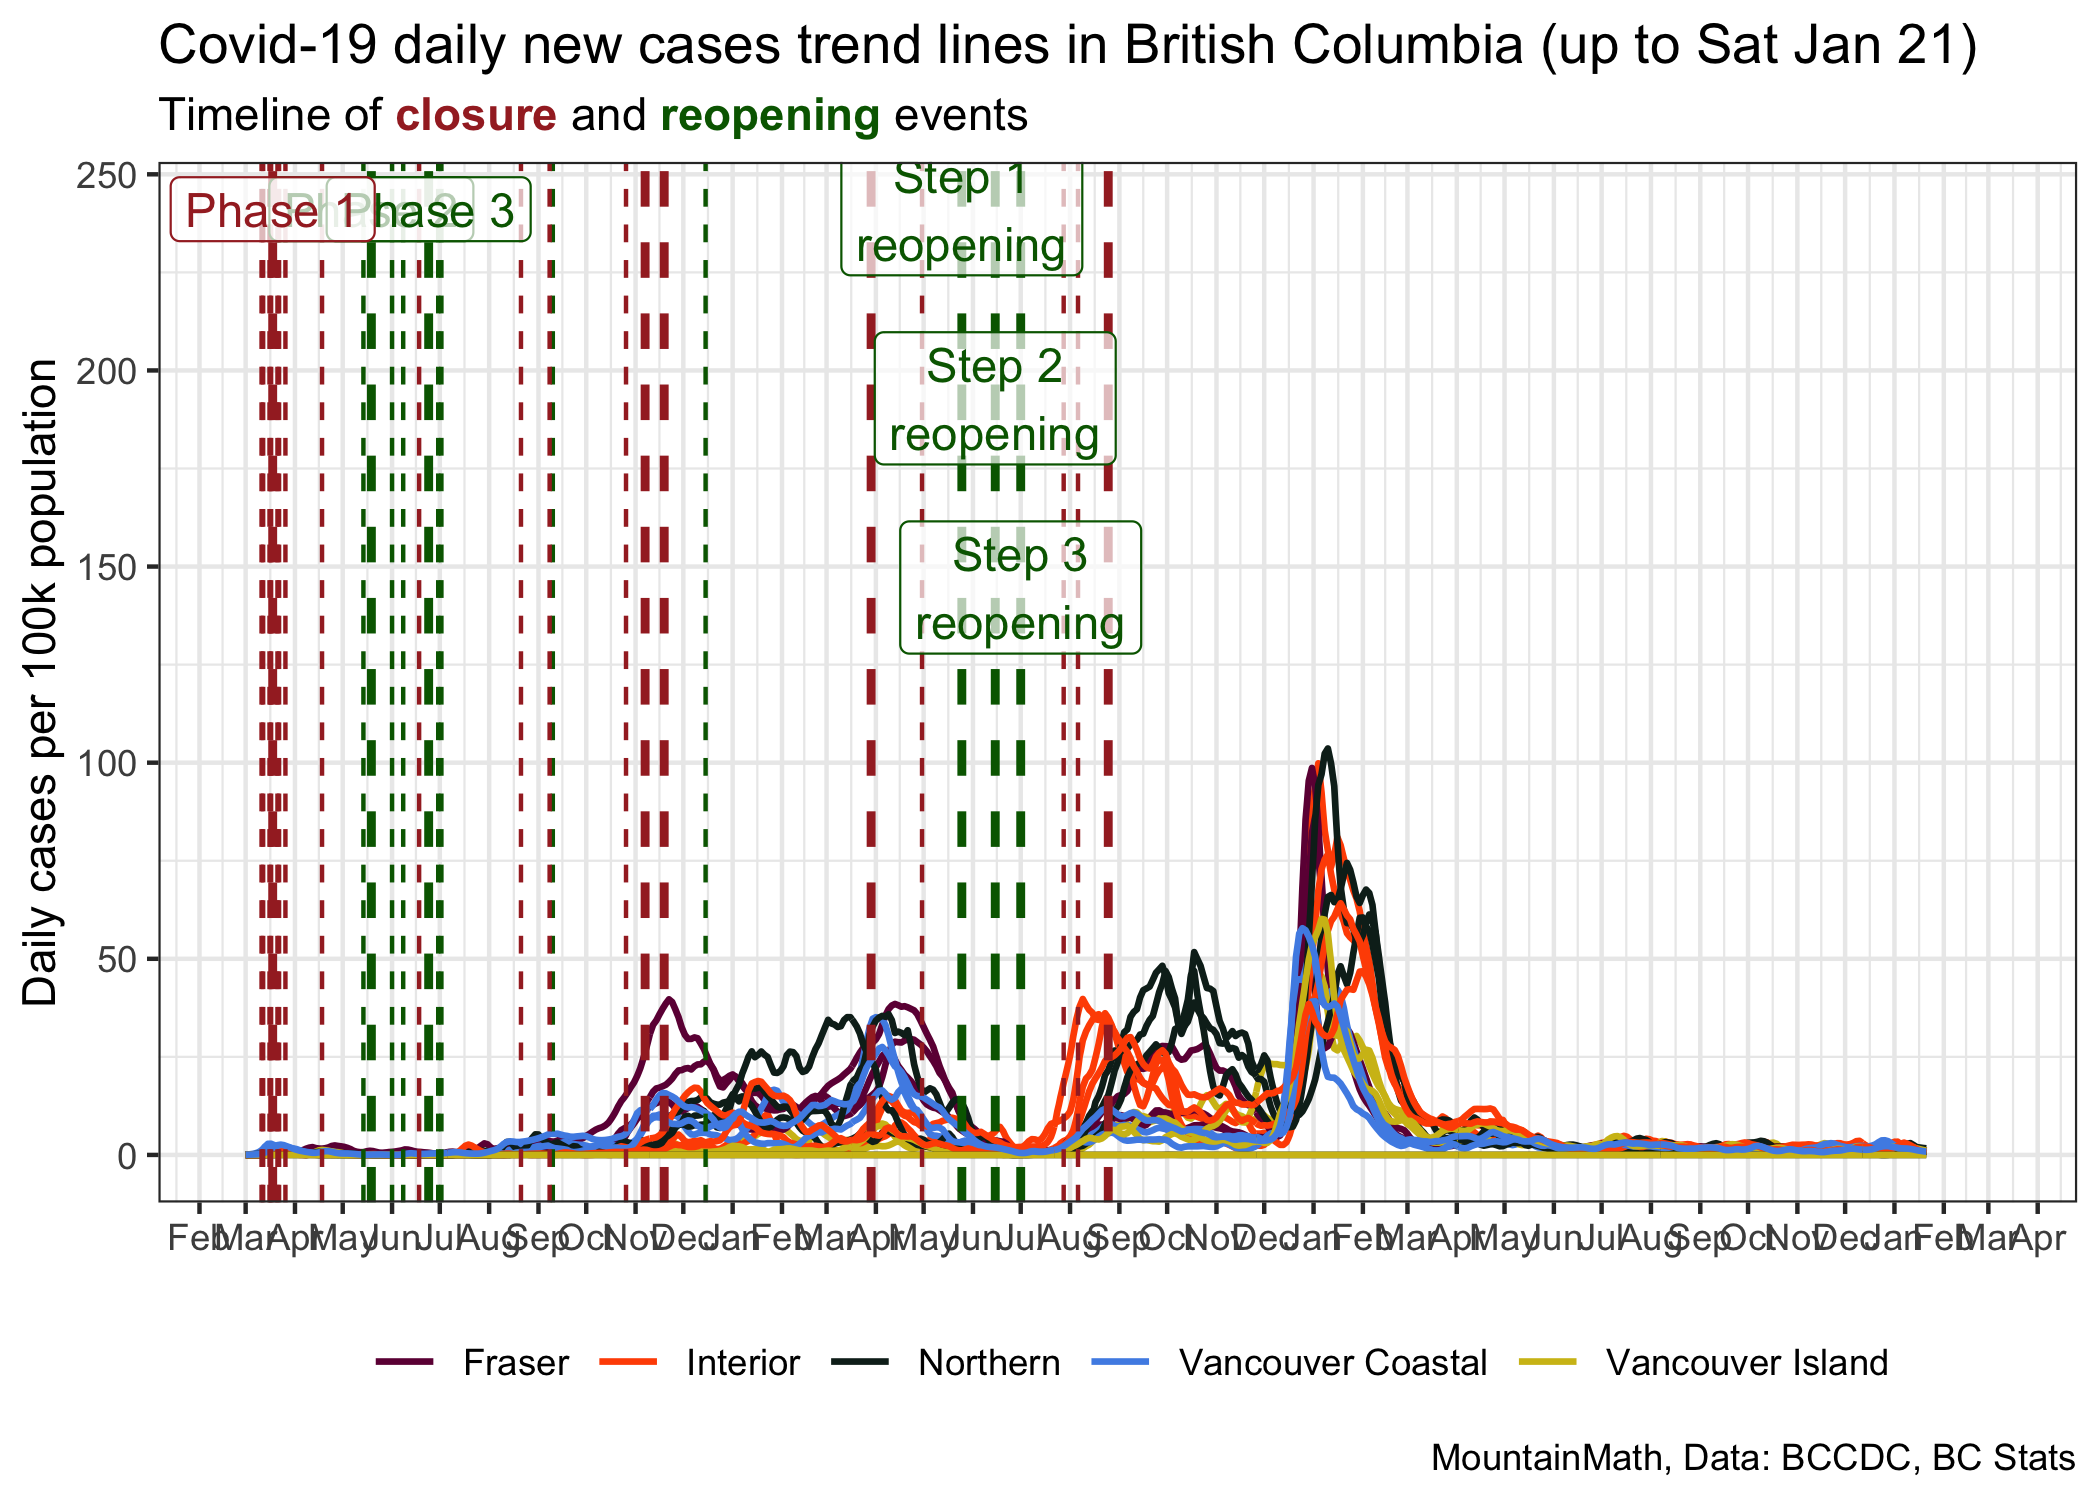 Covid-19 daily new cases trend lines in British Columbia (up to Sat Jan 21)
Timeline of closure and reopening events
Daily cases per 100k population
250
200
150
100
50
0
Phase 1
Phase 2
Phase 3
Step 1
reopening
Step 2
reopening
Step 3
reopening
Feb Mar Apr May Jun Jul Aug Sep Oct Nov Dec Jan Feb Mar Apr May Jun Jul Aug Sep Oct Nov Dec Jan Feb Mar Apr May Jun Jul Aug Sep Oct Nov Dec Jan Feb Mar Apr
Fraser Interior Northern Vancouver Coastal Vancouver Island
MountainMath, Data: BCCDC, BC Stats